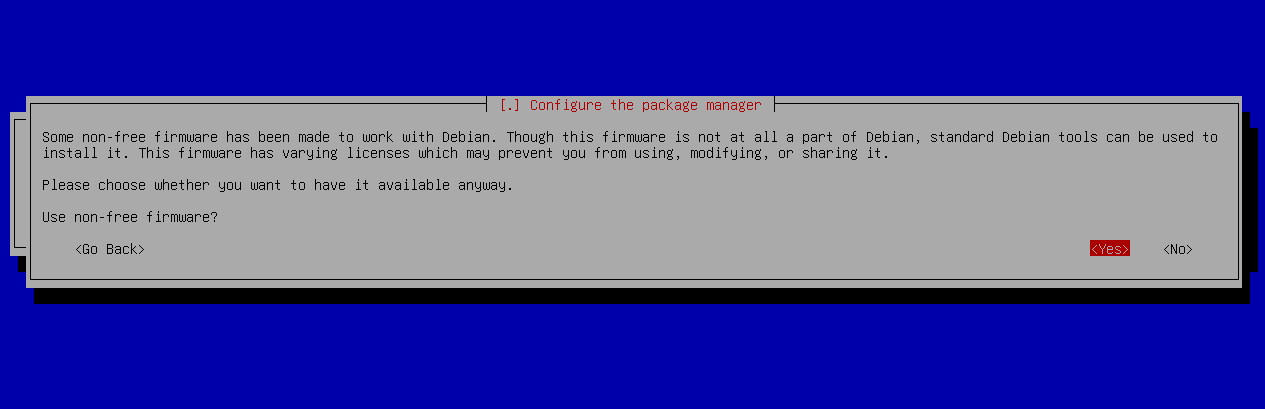 [.] Configure the package manager
Some non-free firmware has been made to work with Debian. Though this firmware is not at all a part of Debian, standard Debian tools can be used to
install it. This firmware has varying licenses which may prevent you from using, modifying, or sharing it.
Please choose whether you want to have it available anyway.
Use non-free firmware?
<Go Back> <Yes> <No>